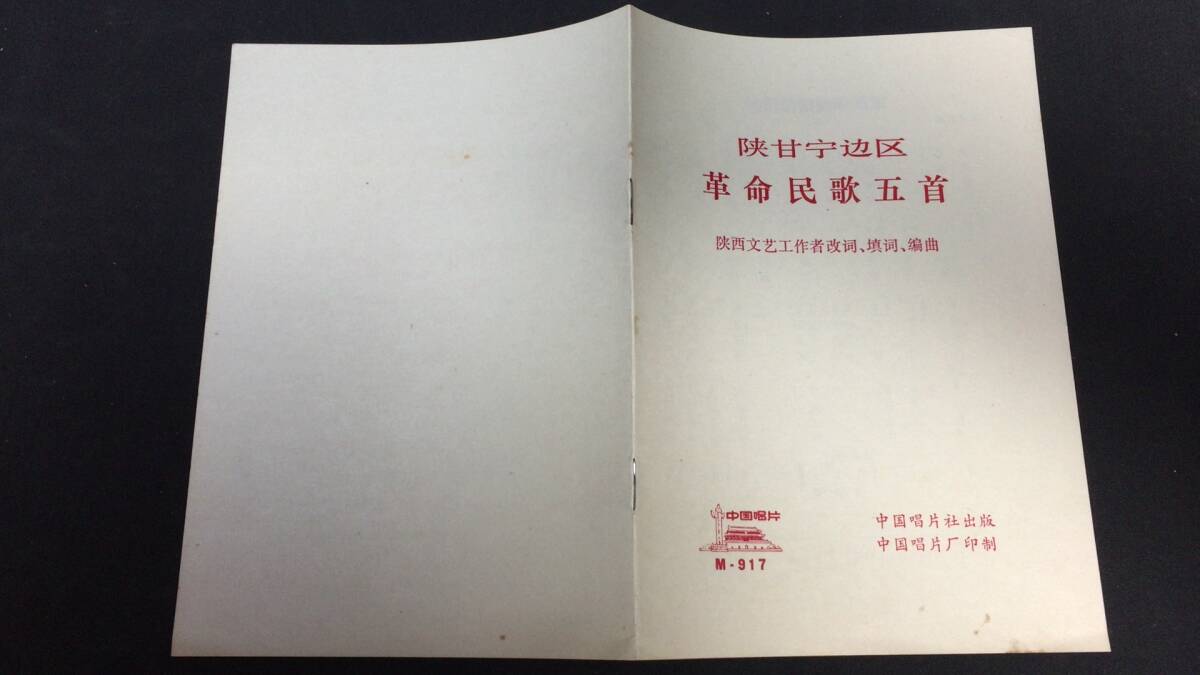 陕甘宁边区
革命民歌五首
陕西文艺工作者改词、填词、编曲
中国唱片
M-917
中国唱片社出版
中国唱片厂印制